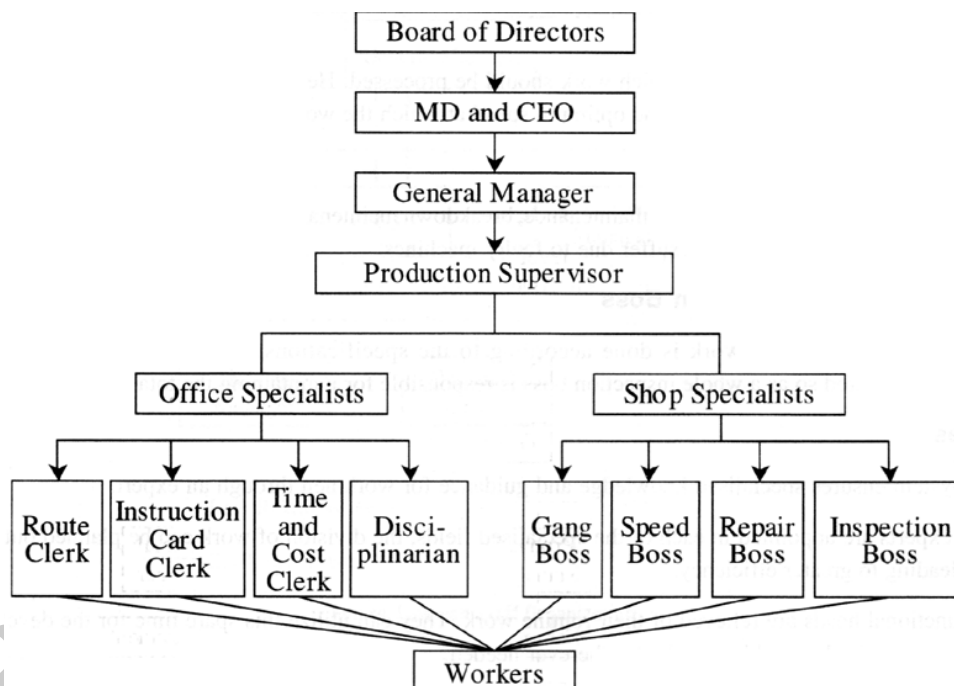 Board of Directors
MD and CEO
General Manager
Production Supervisor
Office Specialists
Shop Specialists
Route
Clerk
Instruction
Card
Clerk
Time
and
Cost
Clerk
Disci-
plinarian
Gang
Boss
Speed
Boss
Repair
Boss
Inspection
Boss
Workers